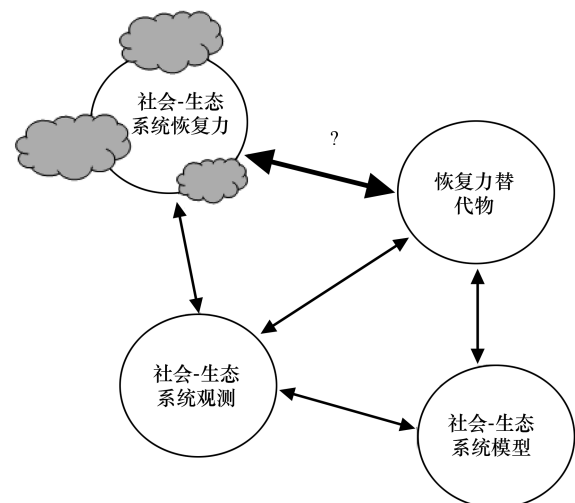 社会-生态
系统恢复力
?
恢复力替
代物
社会-生态
系统观测
社会-生态
系统模型